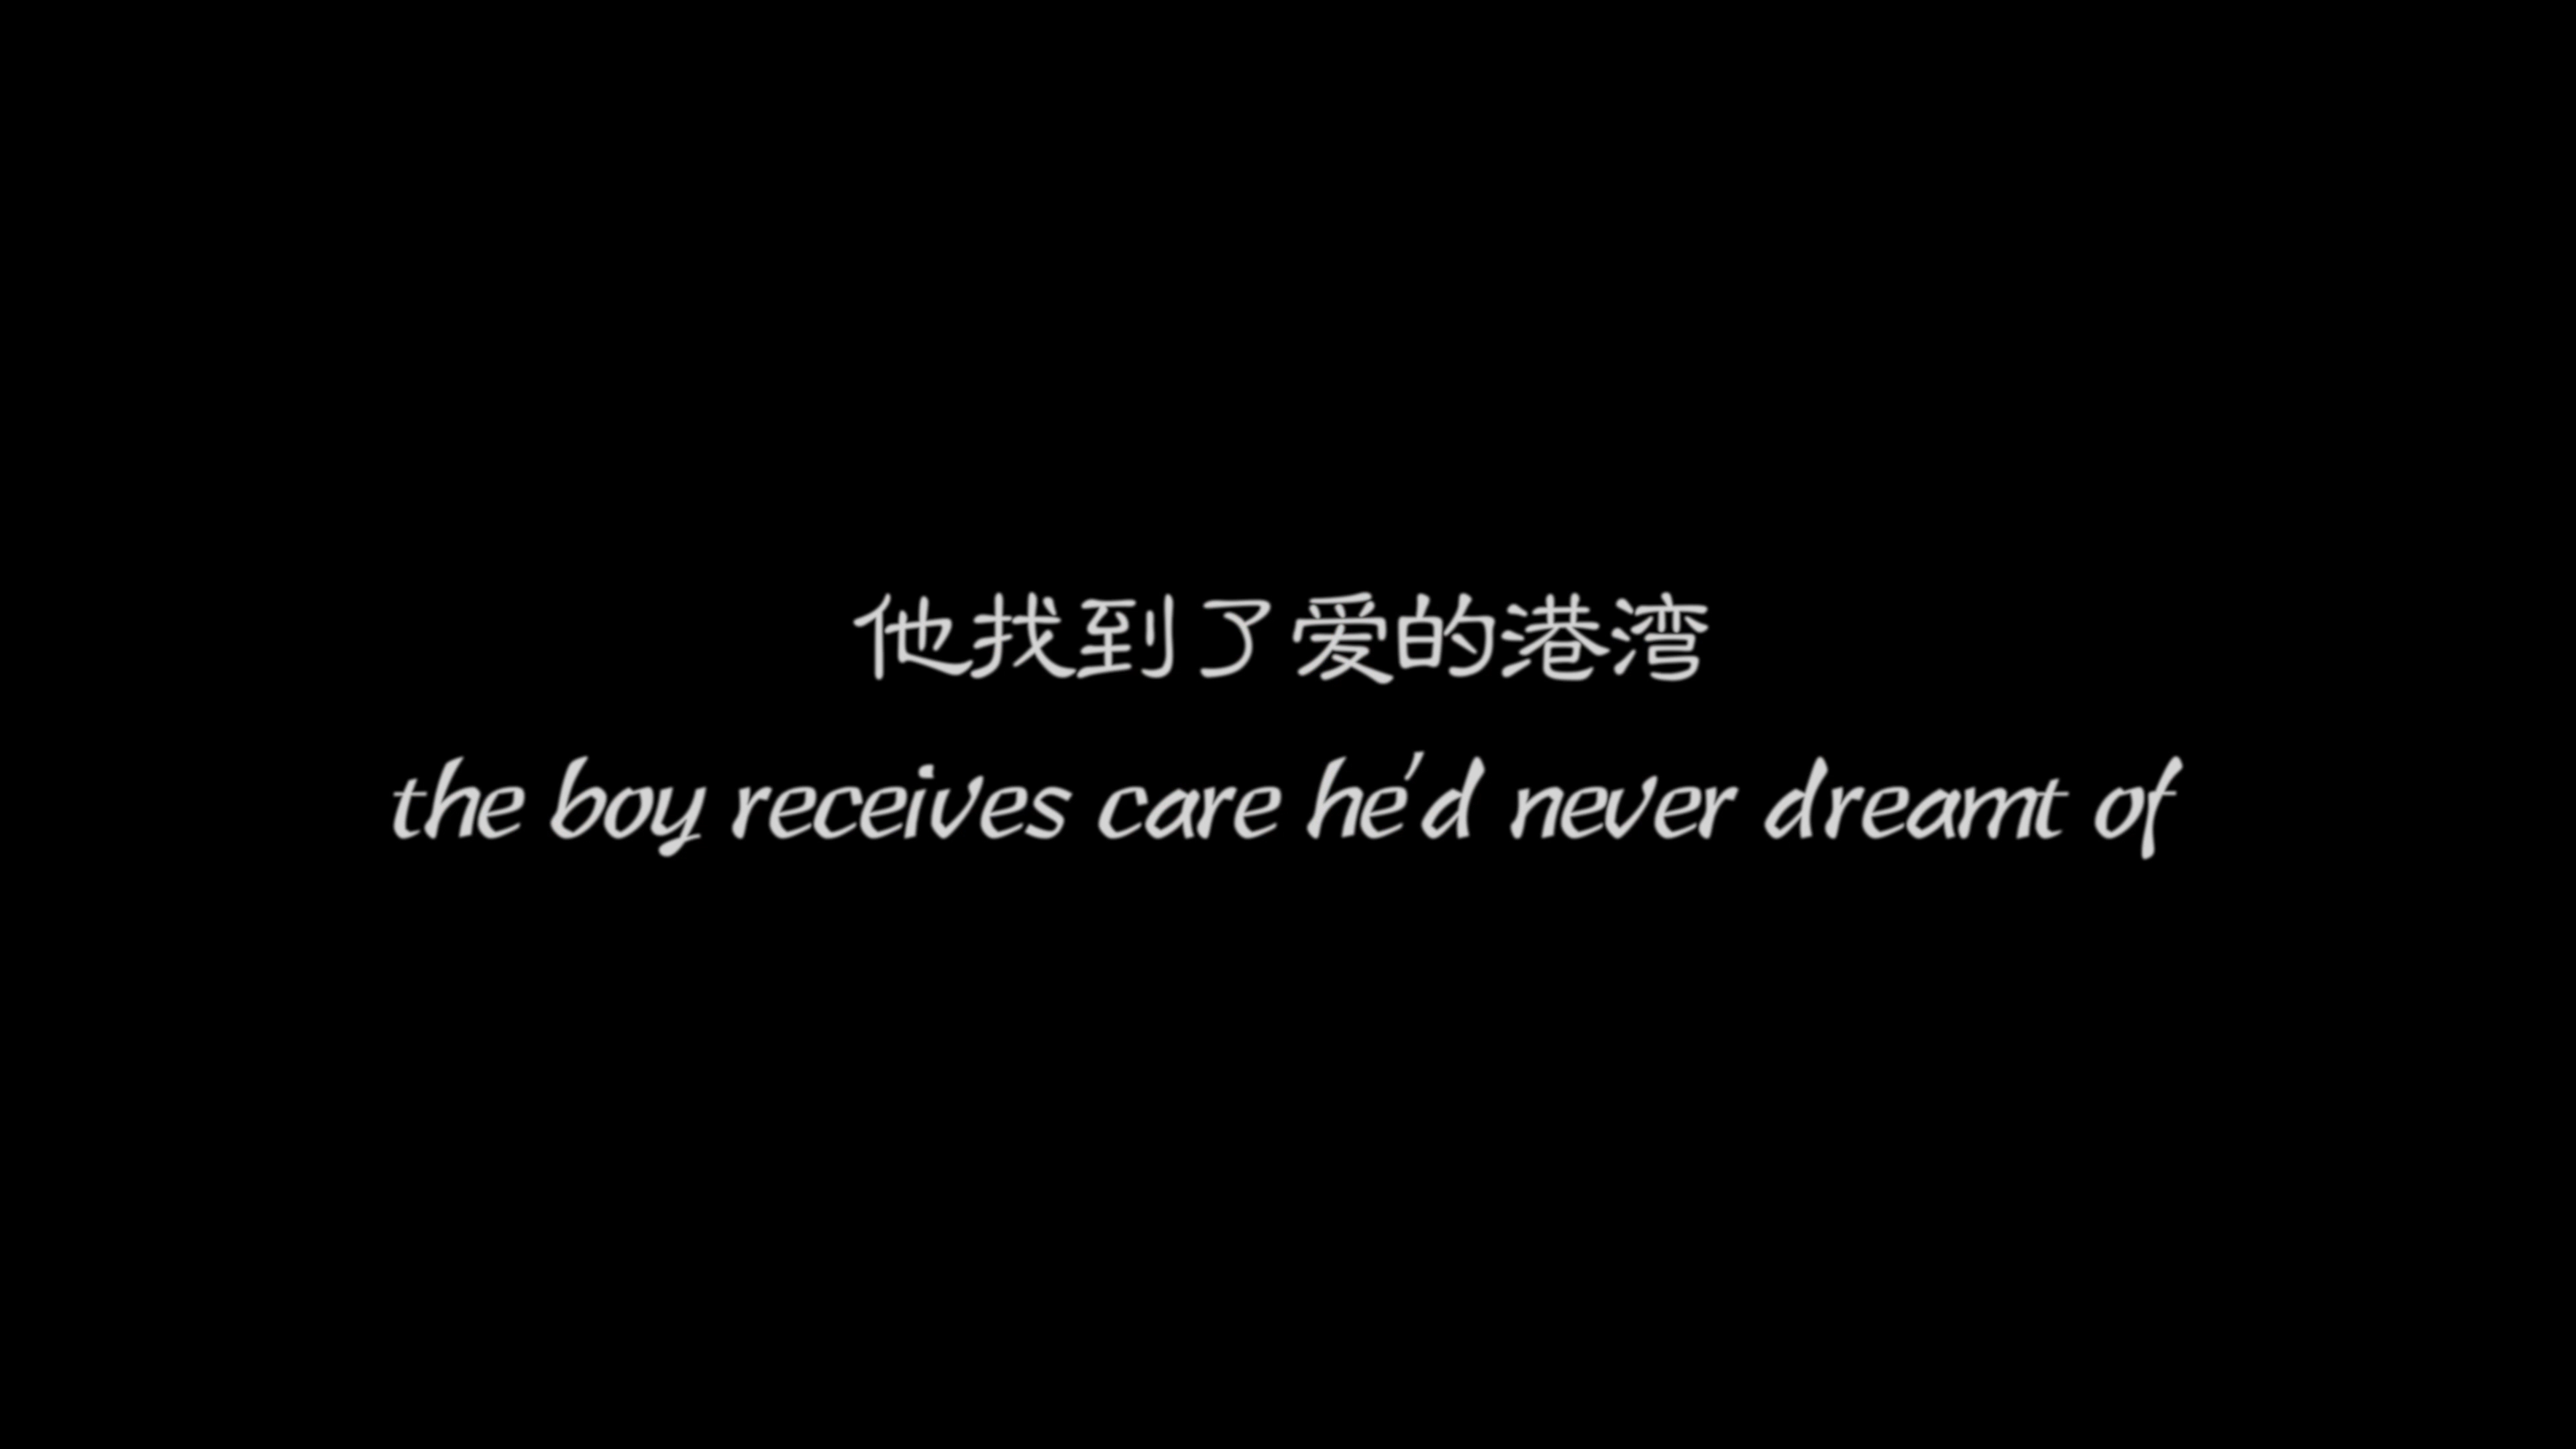 他找到了爱的港湾
the boy receives care he'd never dreamt of